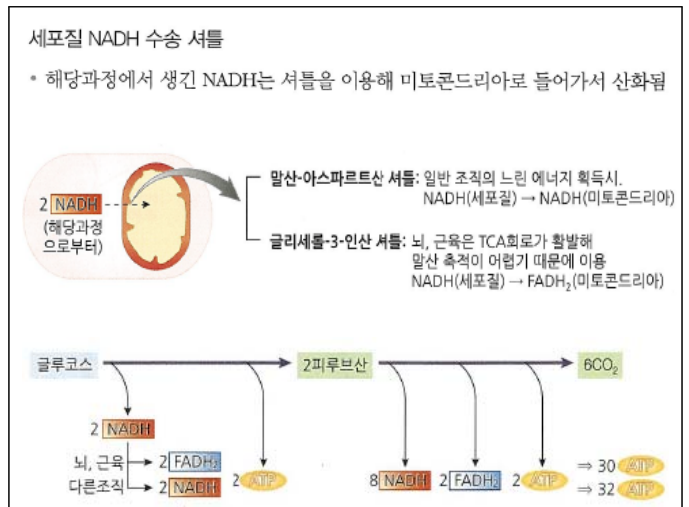 세포질 NADH 수송 셔틀
• 해당과정에서 생긴 NADH는 셔틀을 이용해 미토콘드리아로 들어가서 산화됨
2 NADH
(해당과정
으로부터)
말산-아스파르트산 셔틀: 일반 조직의 느린 에너지 획득시.
NADH(세포질) → NADH(미토콘드리아)
글리세롤-3-인산 셔틀: 뇌, 근육은 TCA회로가 활발해
말산 축적이 어렵기 때문에 이용
NADH(세포질) → FADH₂(미토콘드리아)
글루코스
2피루브산
6CO₂
2 NADH
뇌, 근육 → 2 FADH₂
다른조직 → 2 NADH
2 ATP
8 NADH
2 FADH₂
2 ATP
⇒ 30 ATP
⇒ 32 ATP